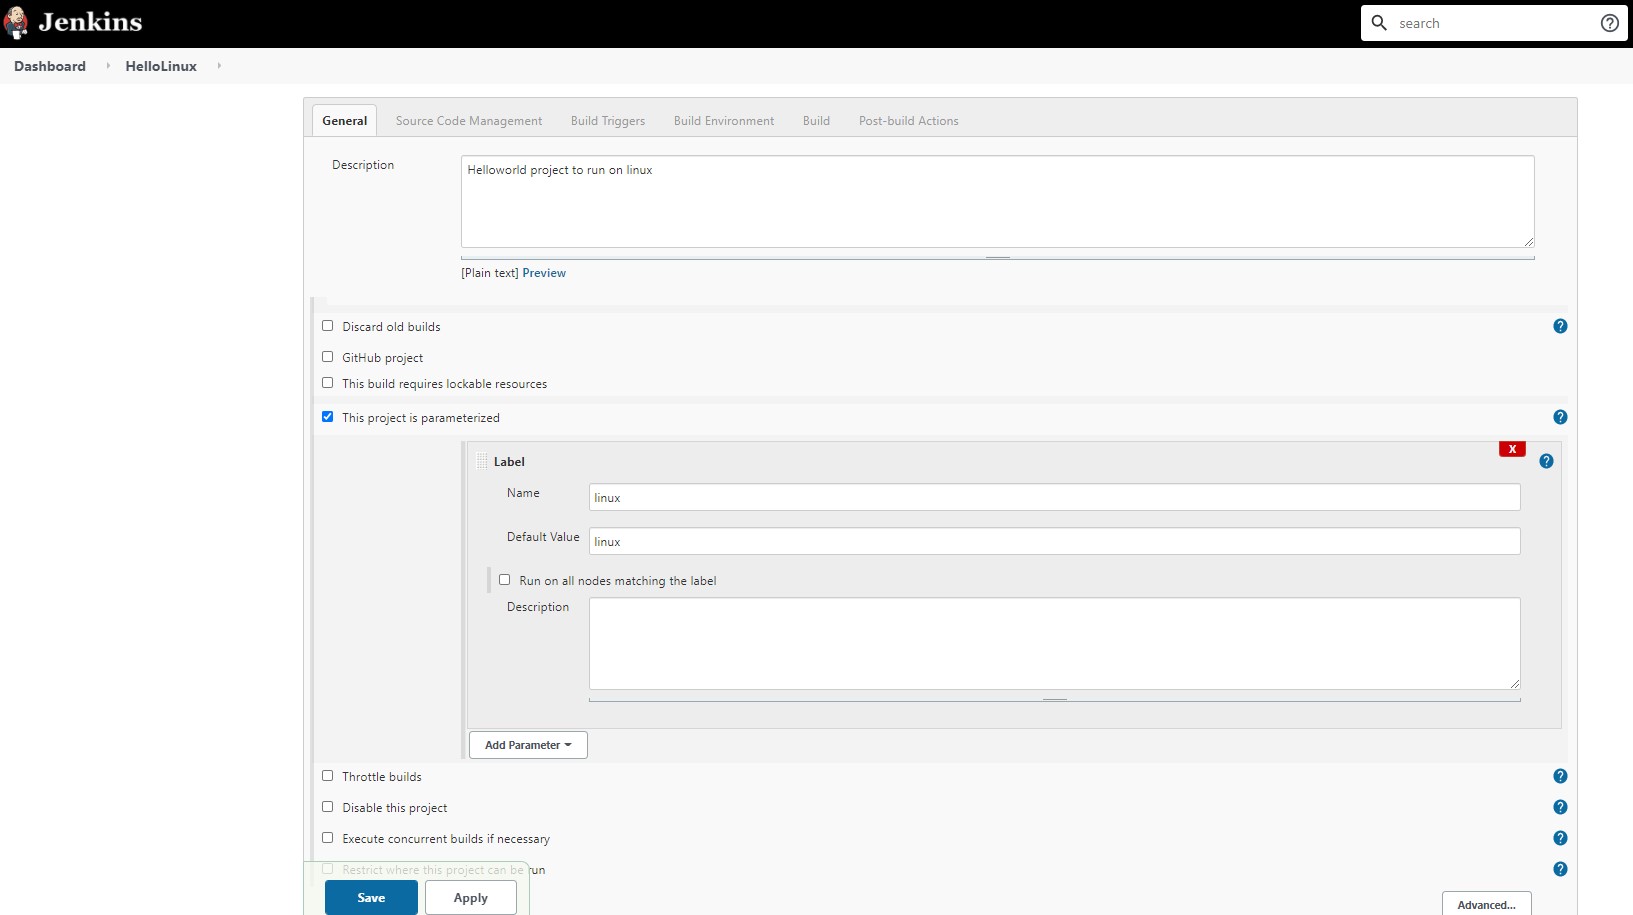 Jenkins
search
Dashboard
HelloLinux
General
Source Code Management
Build Triggers
Build Environment
Build
Post-build Actions
Description
Helloworld project to run on linux
[Plain text] Preview
Discard old builds
?
GitHub project
This build requires lockable resources
This project is parameterized
?
X
Label
?
Name
linux
Default Value
linux
Run on all nodes matching the label
Description
Add Parameter
Throttle builds
?
Disable this project
?
Execute concurrent builds if necessary
?
Restrict where this project can be run
?
Save
Apply
Advanced...